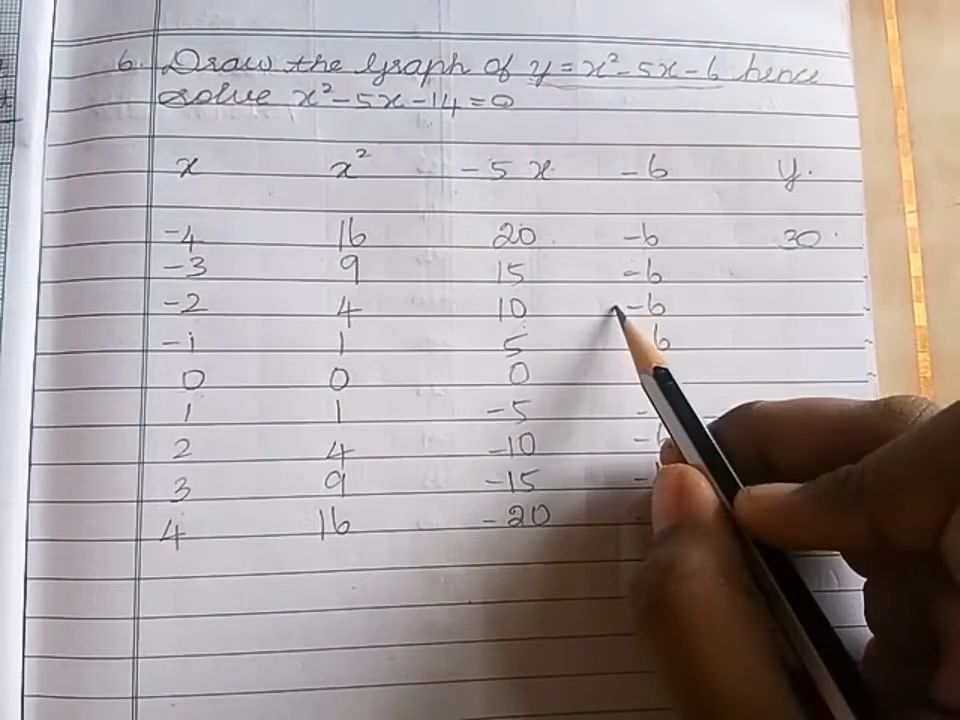 6. Draw the graph of y = x² - 5x - 6 hence
solve x² - 5x - 14 = 0
x x² - 5 x - 6 y.
-4 16 20 -6 30
-3 9 15 -6
-2 4 10 -6
-1 1 5 6
0 0 0
1 1 -5 -
2 4 -10 -
3 9 -15 -
4 16 -20 -